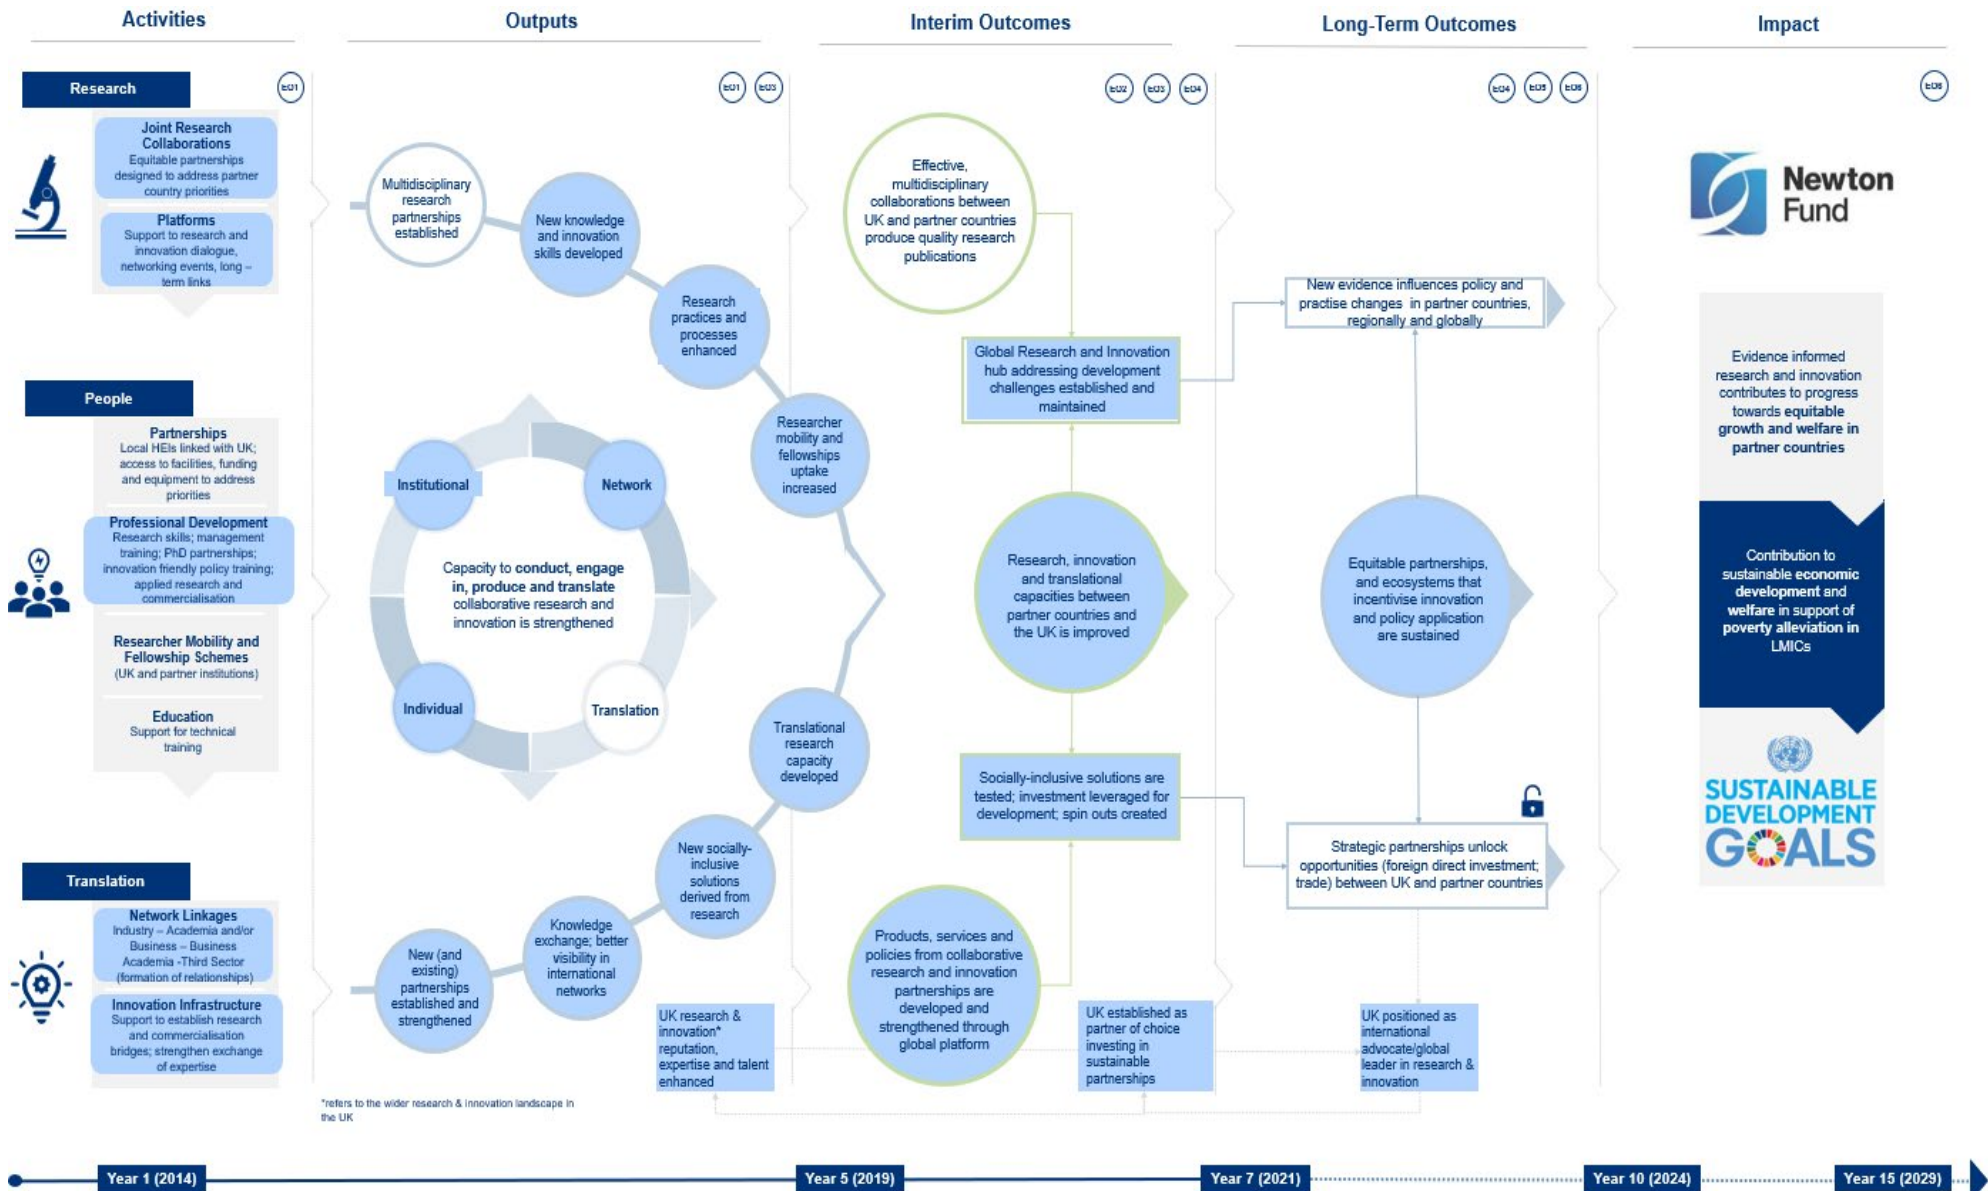 Activities
Outputs
Interim Outcomes
Long-Term Outcomes
Impact
EO1
EO1
EO3
EO2
EO3
EO4
EO4
EO5
EO6
EO6
Research
Joint Research
Collaborations
Equitable partnerships
designed to address partner
country priorities
Platforms
Support to research and
innovation dialogue,
networking events, long –
term links
People
Partnerships
Local HEIs linked with UK;
access to facilities, funding
and equipment to address
priorities
Professional Development
Research skills; management
training; PhD partnerships;
innovation friendly policy training;
applied research and
commercialisation
Researcher Mobility and
Fellowship Schemes
(UK and partner institutions)
Education
Support for technical
training
Translation
Network Linkages
Industry – Academia and/or
Business – Business
Academia -Third Sector
(formation of relationships)
Innovation Infrastructure
Support to establish research
and commercialisation
bridges; strengthen exchange
of expertise
Multidisciplinary
research
partnerships
established
New knowledge
and innovation
skills developed
Research
practices and
processes
enhanced
Researcher
mobility and
fellowships
uptake
increased
Institutional
Network
Capacity to conduct, engage
in, produce and translate
collaborative research and
innovation is strengthened
Individual
Translation
Translational
research
capacity
developed
New socially-
inclusive
solutions
derived from
research
Knowledge
exchange; better
visibility in
international
networks
New (and
existing)
partnerships
established and
strengthened
UK research &
innovation*
reputation,
expertise and talent
enhanced
*refers to the wider research & innovation landscape in
the UK
Effective,
multidisciplinary
collaborations between
UK and partner countries
produce quality research
publications
Global Research and Innovation
hub addressing development
challenges established and
maintained
Research, innovation
and translational
capacities between
partner countries and
the UK is improved
Socially-inclusive solutions are
tested; investment leveraged for
development; spin outs created
Products, services and
policies from collaborative
research and innovation
partnerships are
developed and
strengthened through
global platform
UK established as
partner of choice
investing in
sustainable
partnerships
New evidence influences policy and
practise changes in partner countries,
regionally and globally
Equitable partnerships,
and ecosystems that
incentivise innovation
and policy application
are sustained
Strategic partnerships unlock
opportunities (foreign direct investment;
trade) between UK and partner countries
UK positioned as
international
advocate/global
leader in research &
innovation
Newton
Fund
Evidence informed
research and innovation
contributes to progress
towards equitable
growth and welfare in
partner countries
Contribution to
sustainable economic
development and
welfare in support of
poverty alleviation in
LMICs
SUSTAINABLE
DEVELOPMENT
GOALS
Year 1 (2014)
Year 5 (2019)
Year 7 (2021)
Year 10 (2024)
Year 15 (2029)